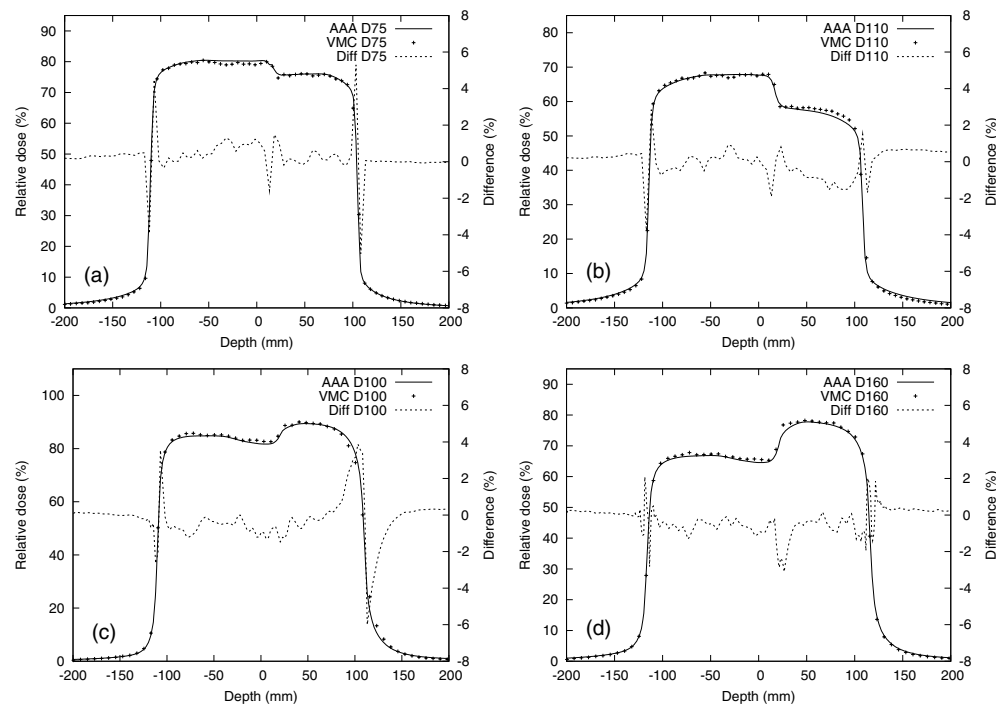 AAA D75
VMC D75
Diff D75
Relative dose (%)
Difference (%)
90
80
70
60
50
40
30
20
10
0
8
6
4
2
0
-2
-4
-6
-8
(a)
-200 -150 -100 -50 0 50 100 150 200
Depth (mm)
AAA D110
VMC D110
Diff D110
Relative dose (%)
Difference (%)
80
70
60
50
40
30
20
10
0
8
6
4
2
0
-2
-4
-6
-8
(b)
-200 -150 -100 -50 0 50 100 150 200
Depth (mm)
AAA D100
VMC D100
Diff D100
Relative dose (%)
Difference (%)
100
80
60
40
20
0
8
6
4
2
0
-2
-4
-6
-8
(c)
-200 -150 -100 -50 0 50 100 150 200
Depth (mm)
AAA D160
VMC D160
Diff D160
Relative dose (%)
Difference (%)
90
80
70
60
50
40
30
20
10
0
8
6
4
2
0
-2
-4
-6
-8
(d)
-200 -150 -100 -50 0 50 100 150 200
Depth (mm)